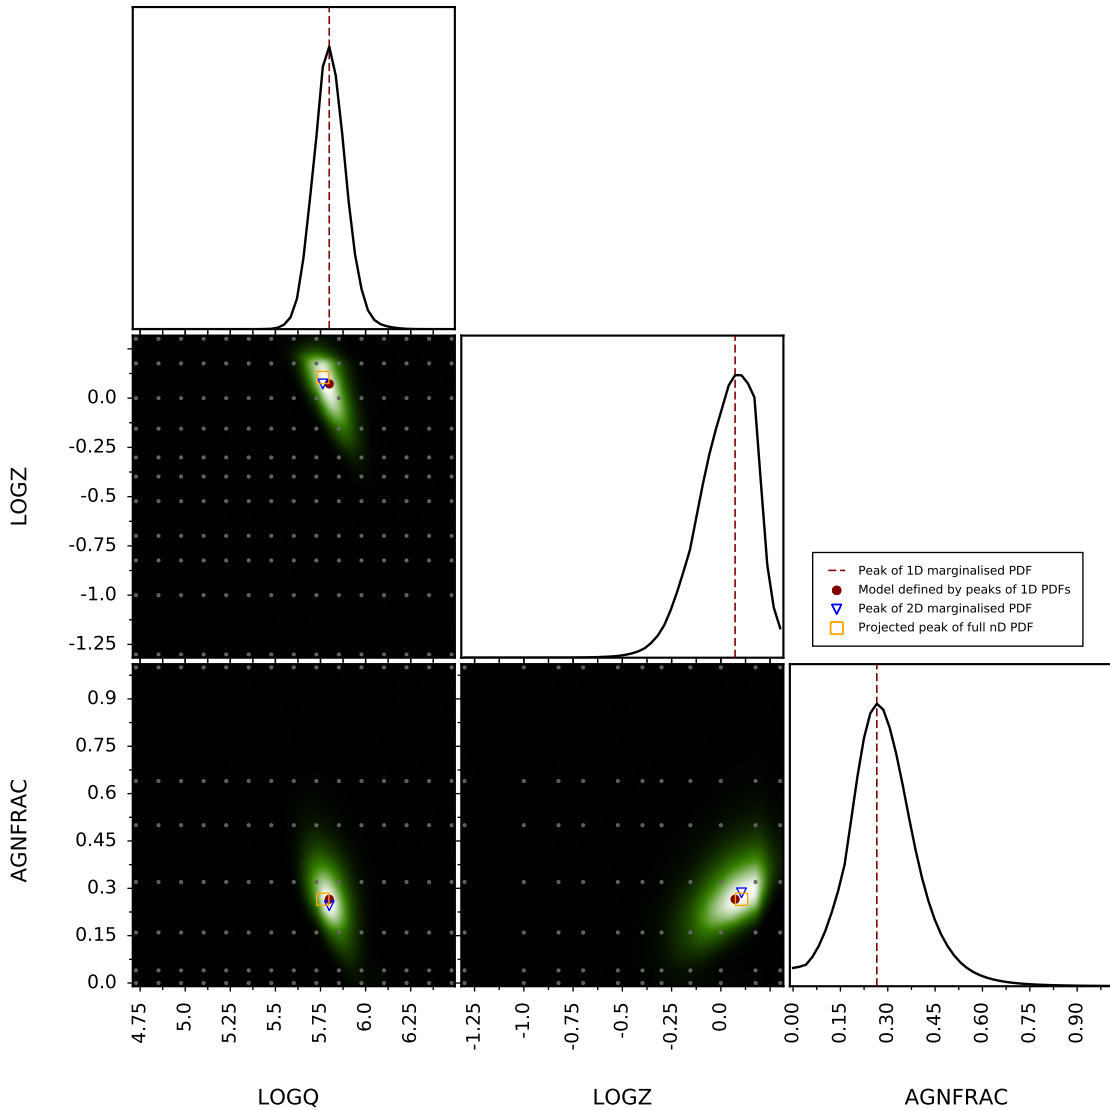 LOGZ
0.0
-0.25
-0.5
-0.75
-1.0
-1.25
Peak of 1D marginalised PDF
Model defined by peaks of 1D PDFs
Peak of 2D marginalised PDF
Projected peak of full nD PDF
AGNFRAC
0.9
0.75
0.6
0.45
0.3
0.15
0.0
4.75 5.0 5.25 5.5 5.75 6.0 6.25 -1.25 -1.0 -0.75 -0.5 -0.25 0.0 0.00 0.15 0.30 0.45 0.60 0.75 0.90
LOGQ LOGZ AGNFRAC